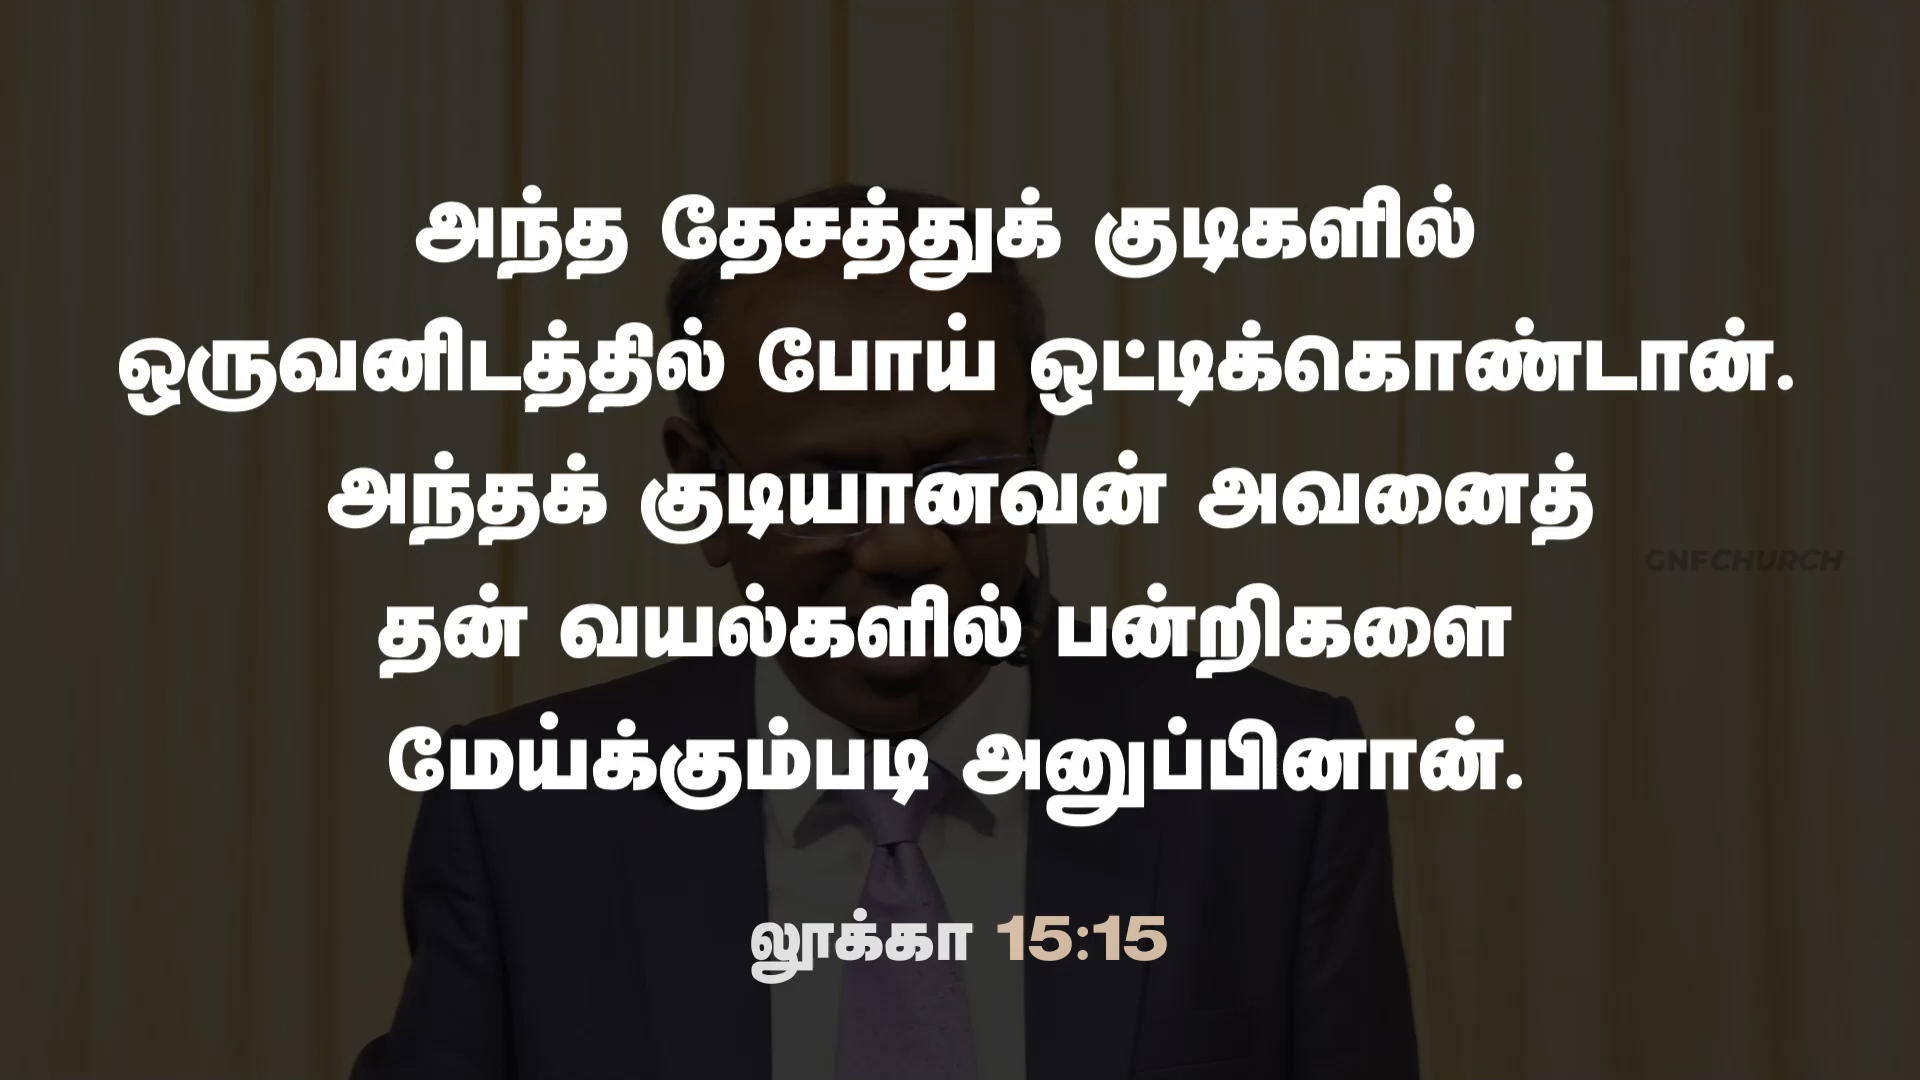 அந்த தேசத்துக் குடிகளில்
ஒருவனிடத்தில் போய் ஒட்டிக்கொண்டான்.
அந்தக் குடியானவன் அவனைத்
தன் வயல்களில் பன்றிகளை
மேய்க்கும்படி அனுப்பினான்.
GNFCHURCH
லூக்கா 15:15